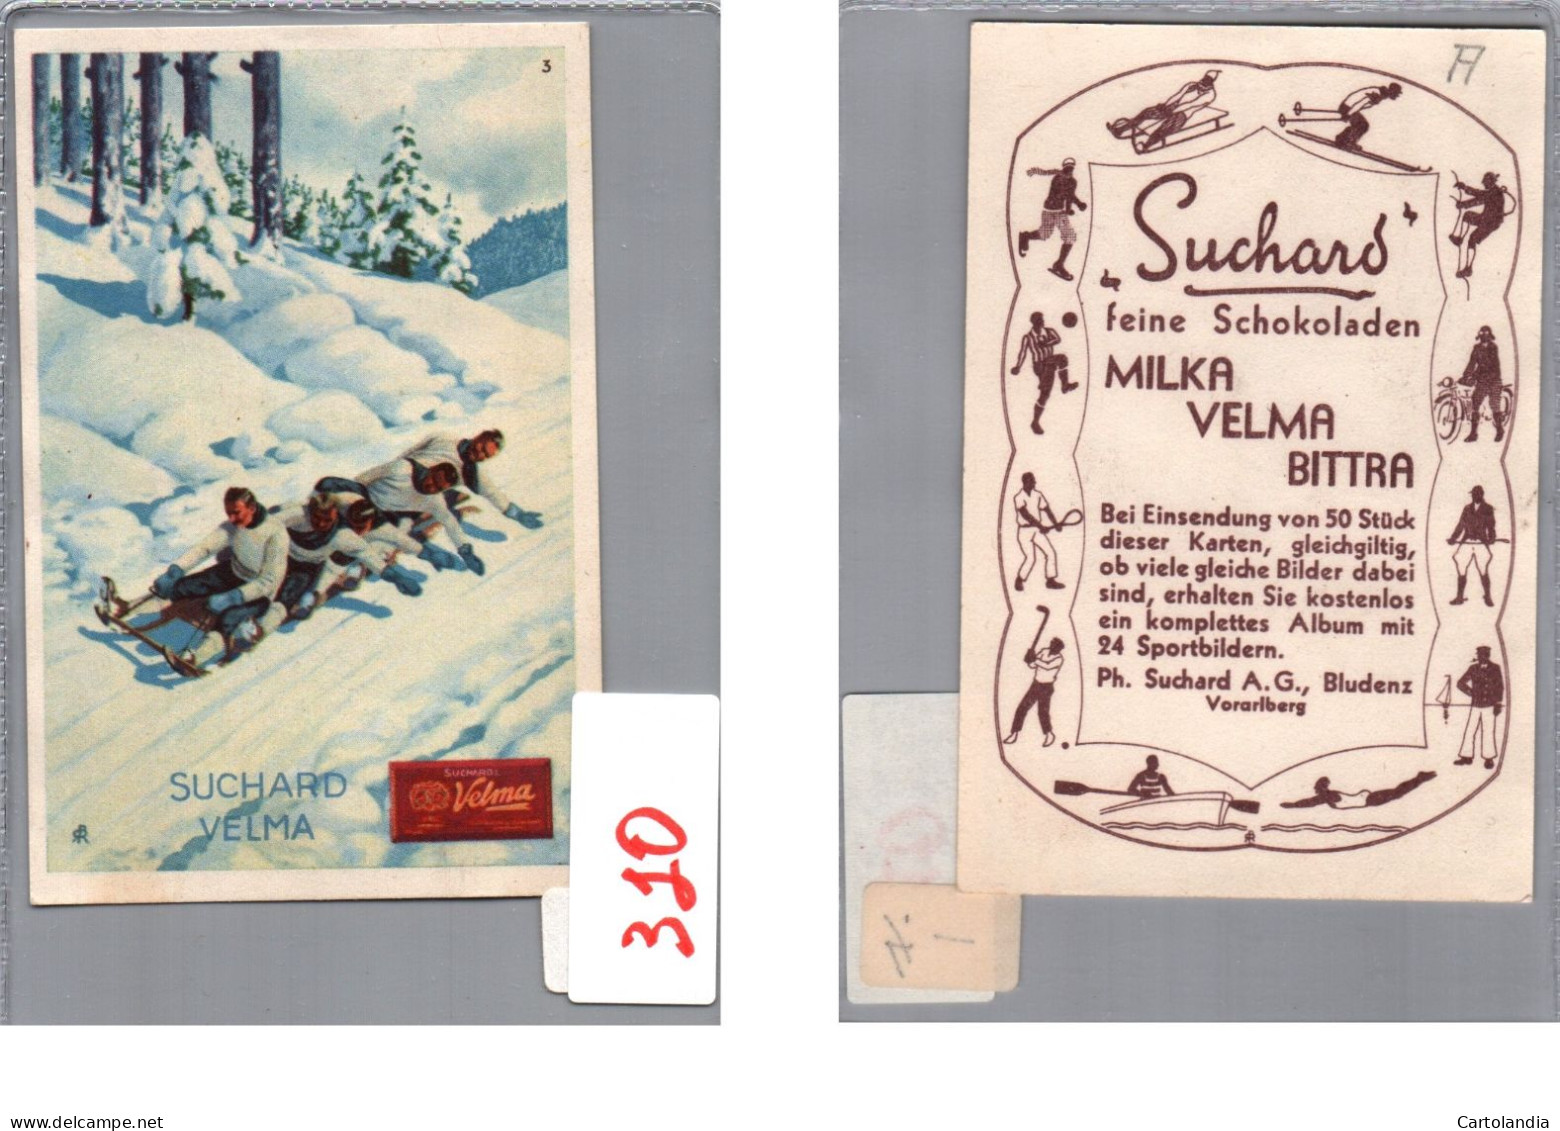 3
SUCHARD
VELMA
SUCHARD:
Velma
310
A
"Suchard"
feine Schokoladen
MILKA
VELMA
BITTRA
Bei Einsendung von 50 Stück
dieser Karten, gleichgiltig,
ob viele gleiche Bilder dabei
sind, erhalten Sie kostenlos
ein komplettes Album mit
24 Sportbildern.
Ph. Suchard A.G., Bludenz
Vorarlberg
www.delcampe.net
Cartolandia